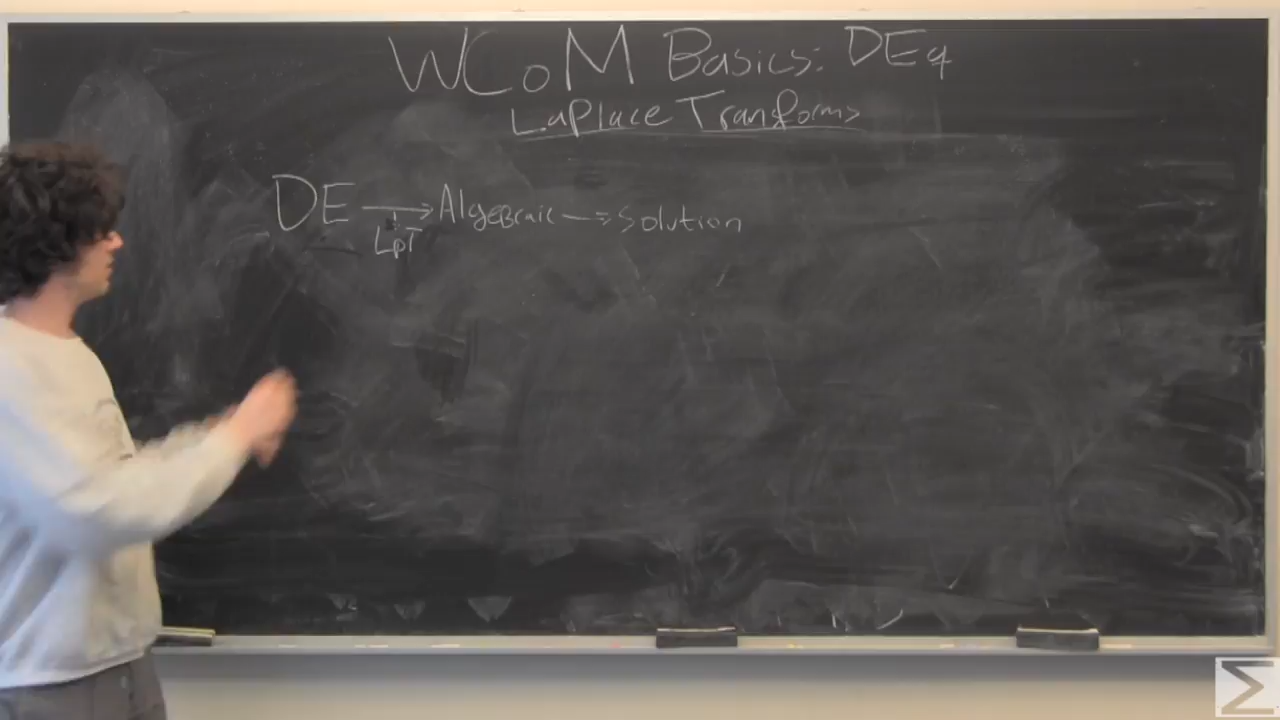 WCoM Basics: DEq
Laplace Transforms
DE → Algebraic → Solution
LpT
Σ